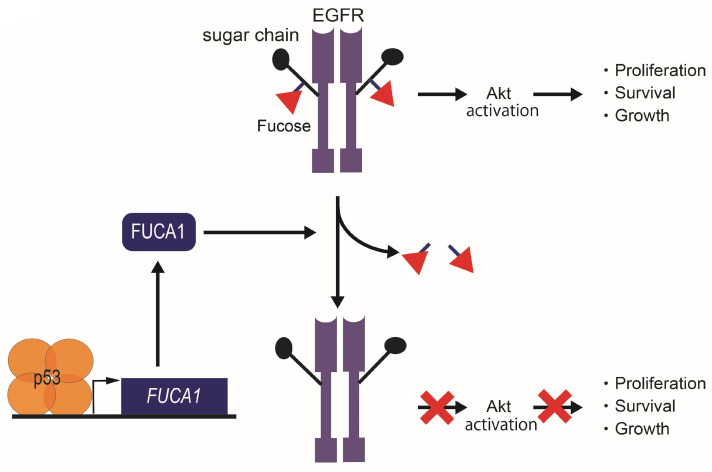 EGFR
sugar chain
Fucose
Akt
activation
・Proliferation
・Survival
・Growth
FUCA1
p53
FUCA1
Akt
activation
・Proliferation
・Survival
・Growth